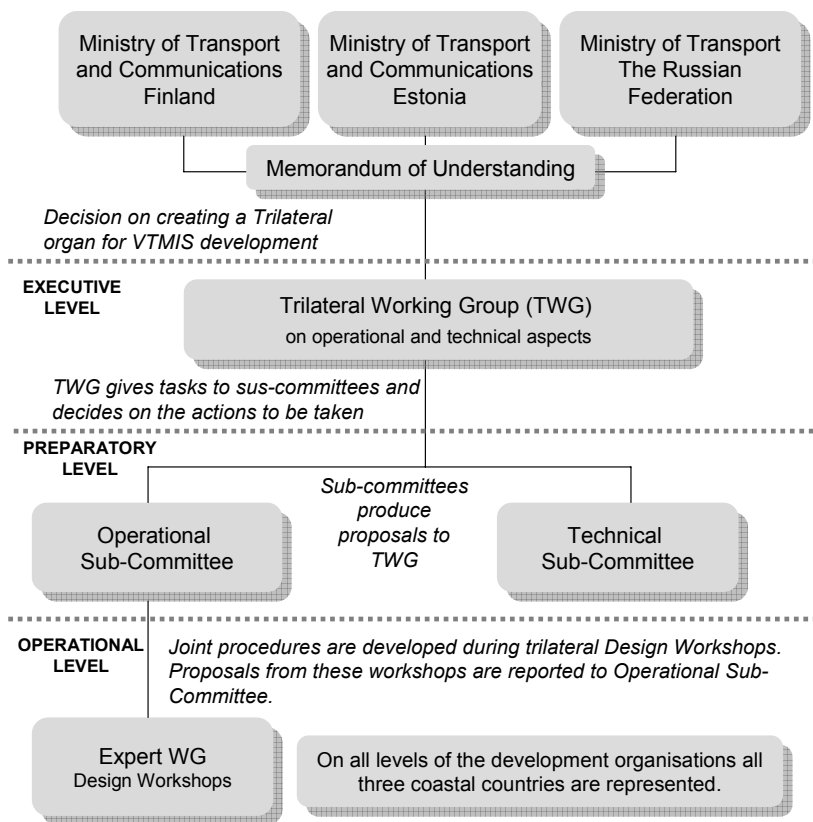 Ministry of Transport
and Communications
Finland
Ministry of Transport
and Communications
Estonia
Ministry of Transport
The Russian
Federation
Memorandum of Understanding
Decision on creating a Trilateral
organ for VTMIS development
EXECUTIVE
LEVEL
Trilateral Working Group (TWG)
on operational and technical aspects
TWG gives tasks to sus-committees and
decides on the actions to be taken
PREPARATORY
LEVEL
Sub-committees
produce
proposals to
TWG
Operational
Sub-Committee
Technical
Sub-Committee
OPERATIONAL
LEVEL
Joint procedures are developed during trilateral Design Workshops.
Proposals from these workshops are reported to Operational Sub-
Committee.
Expert WG
Design Workshops
On all levels of the development organisations all
three coastal countries are represented.